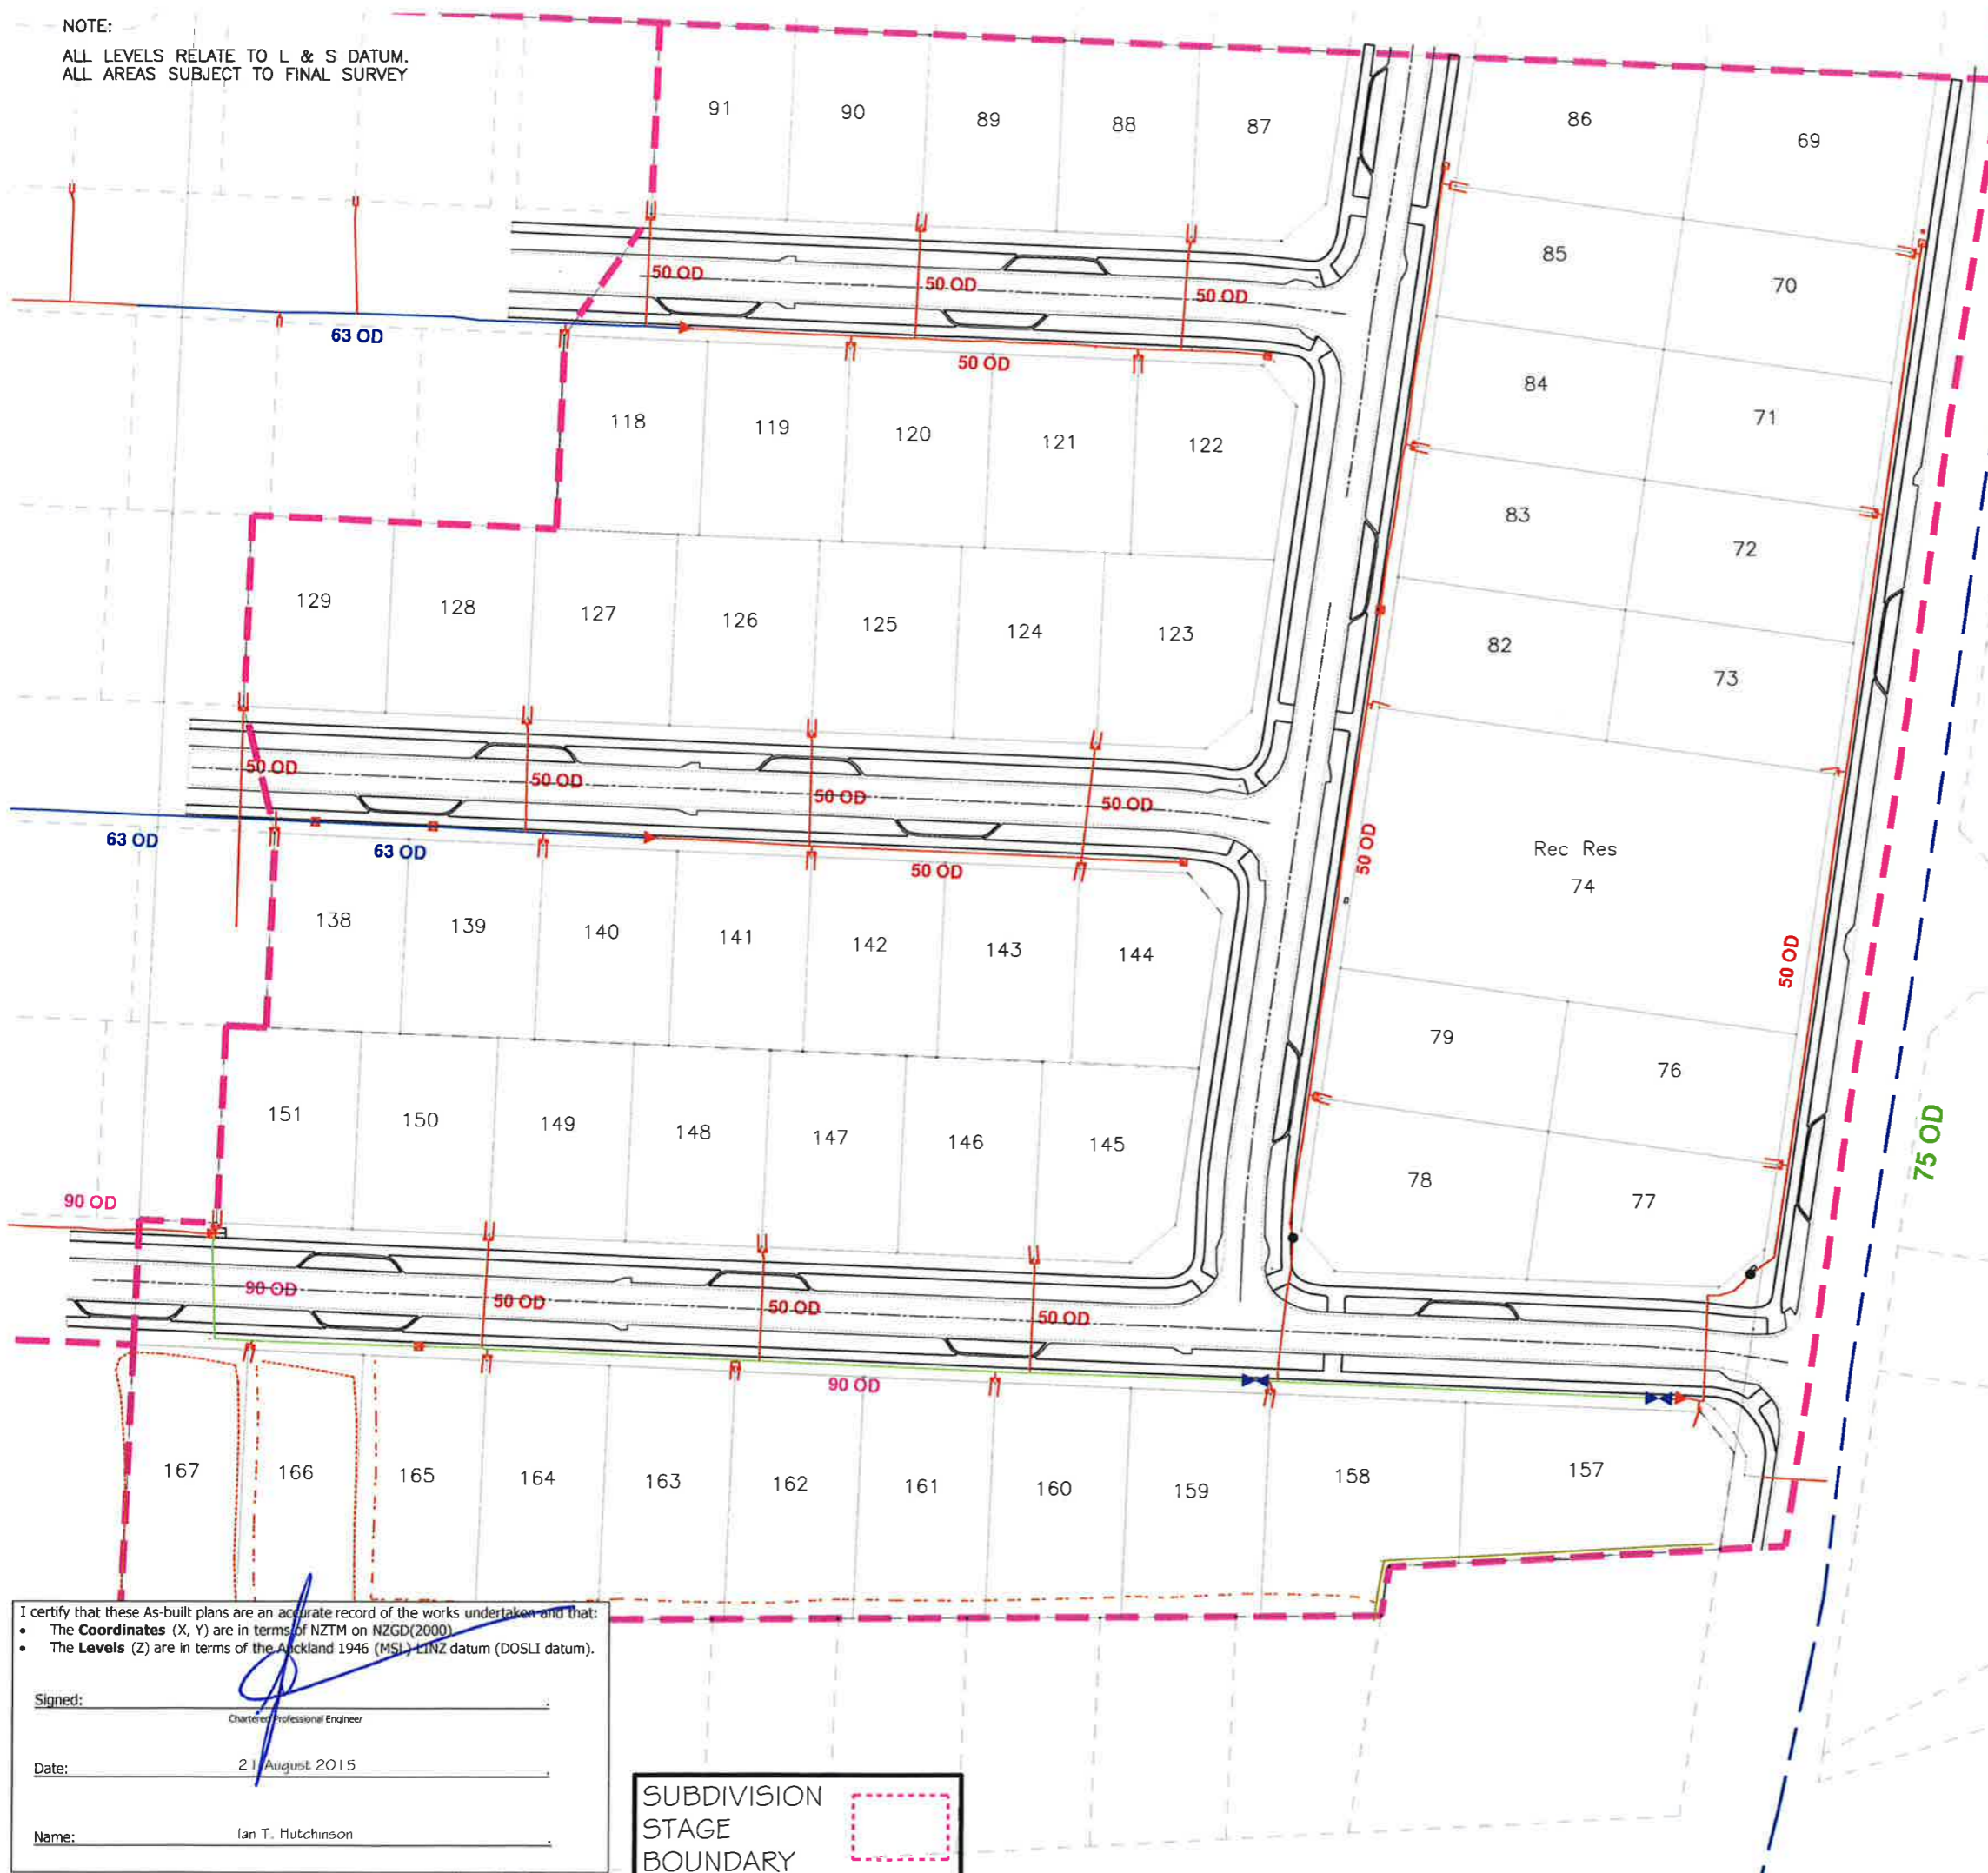 NOTE:
ALL LEVELS RELATE TO L & S DATUM.
ALL AREAS SUBJECT TO FINAL SURVEY
91 90 89 88 87 86 69
85 70
50 OD 50 OD 50 OD
63 OD 50 OD
84 71
118 119 120 121 122
83 72
129 128 127 126 125 124 123
82 73
50 OD 50 OD 50 OD 50 OD
63 OD 63 OD 50 OD 50 OD
Rec Res
74
138 139 140 141 142 143 144
50 OD
79 76
151 150 149 148 147 146 145
75 OD
78 77
90 OD
90 OD 50 OD 50 OD 50 OD
90 OD
167 166 165 164 163 162 161 160 159 158 157
I certify that these As-built plans are an accurate record of the works undertaken and that:
• The Coordinates (X, Y) are in terms of NZTM on NZGD(2000)
• The Levels (Z) are in terms of the Auckland 1946 (MSL) LINZ datum (DOSLI datum).
Signed:
Chartered Professional Engineer
Date: 21 August 2015
Name: Ian T. Hutchinson
SUBDIVISION
STAGE
BOUNDARY